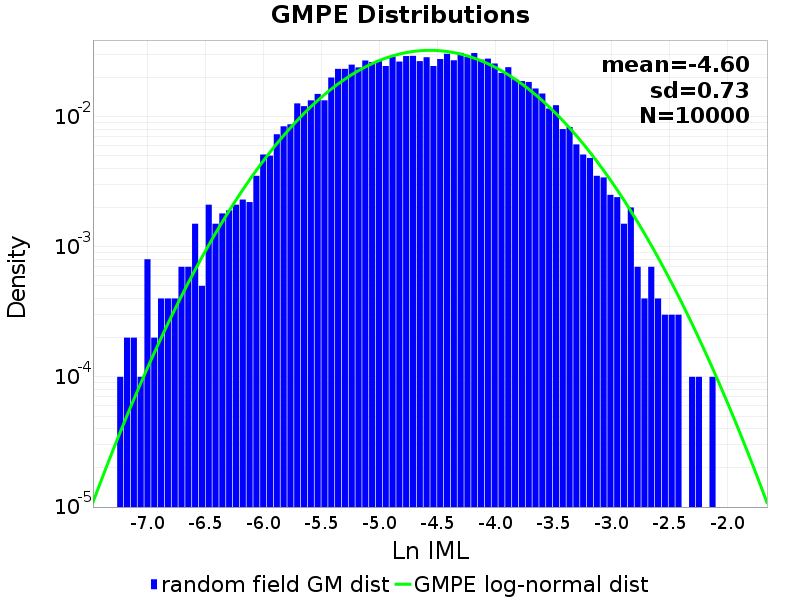 GMPE Distributions
mean=-4.60
sd=0.73
N=10000
Density
10^-2
10^-3
10^-4
10^-5
-7.0 -6.5 -6.0 -5.5 -5.0 -4.5 -4.0 -3.5 -3.0 -2.5 -2.0
Ln IML
random field GM dist GMPE log-normal dist